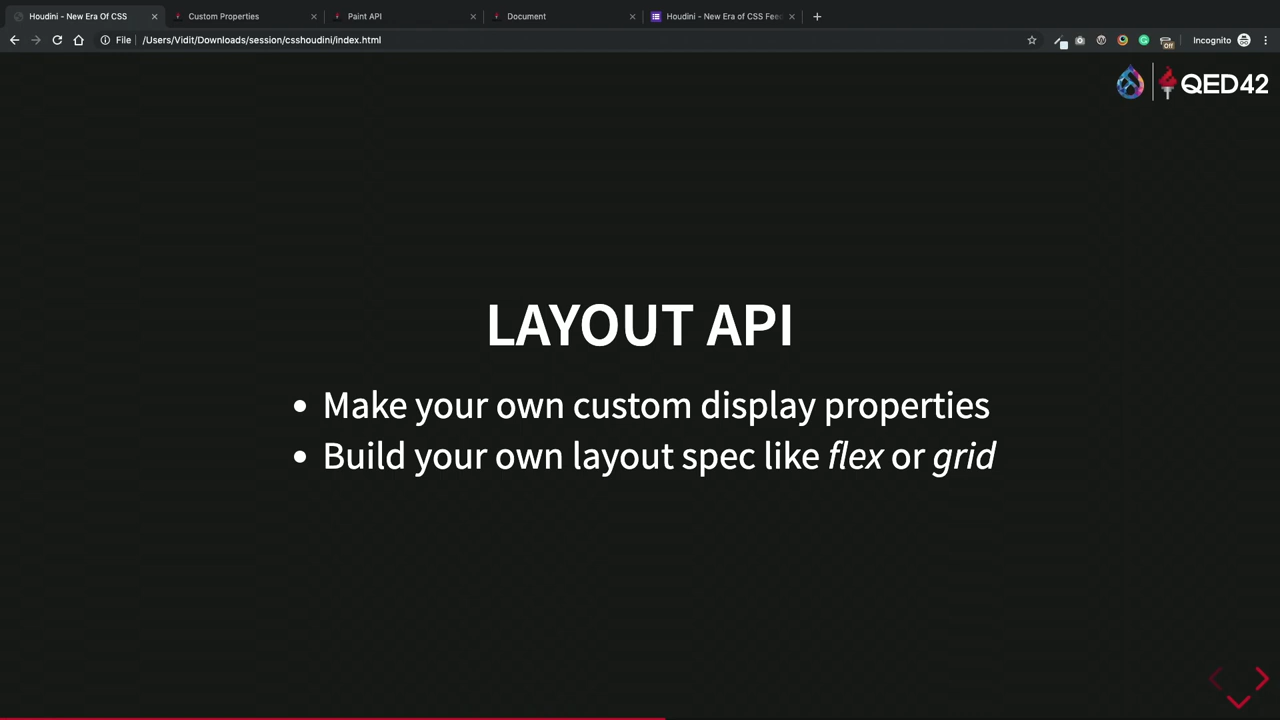 Houdini - New Era Of CSS
Custom Properties
Paint API
Document
Houdini - New Era of CSS Fee
File
/Users/Vidit/Downloads/session/csshoudini/index.html
Off
Incognito
QED42
LAYOUT API
• Make your own custom display properties
• Build your own layout spec like flex or grid